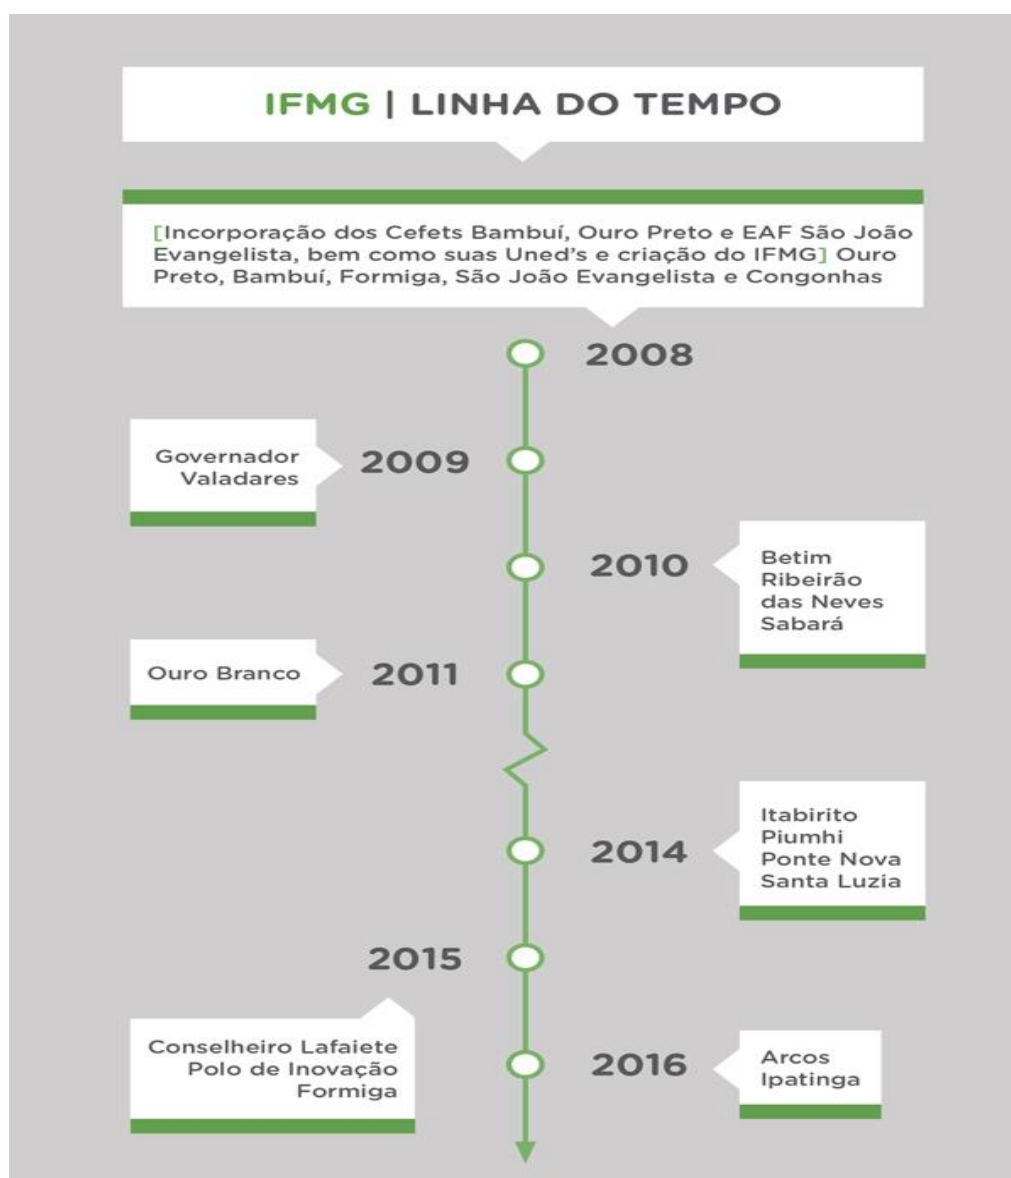 IFMG | LINHA DO TEMPO
[Incorporação dos Cefets Bambuí, Ouro Preto e EAF São João
Evangelista, bem como suas Uned's e criação do IFMG] Ouro
Preto, Bambuí, Formiga, São João Evangelista e Congonhas
2008
Governador
Valadares
2009
2010
Betim
Ribeirão
das Neves
Sabará
Ouro Branco
2011
2014
Itabirito
Piumhi
Ponte Nova
Santa Luzia
2015
Conselheiro Lafaiete
Polo de Inovação
Formiga
2016
Arcos
Ipatinga